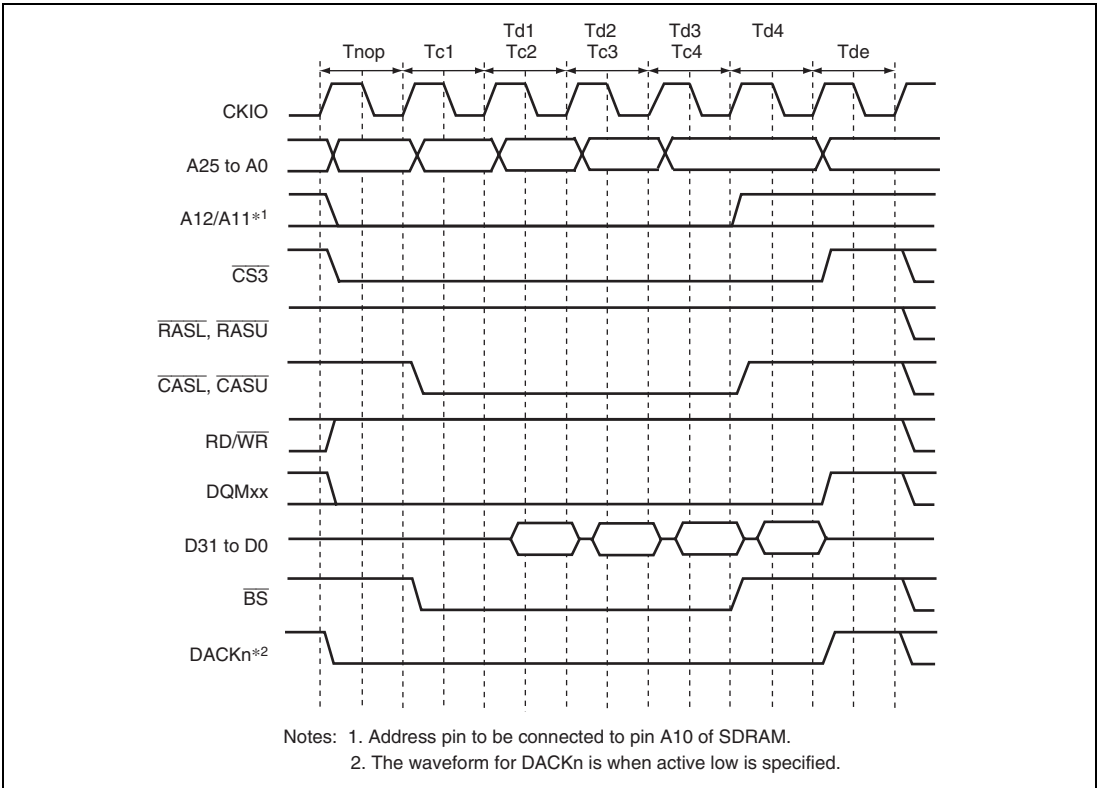 Td1 Td2 Td3 Td4
Tnop Tc1 Tc2 Tc3 Tc4 Tde
CKIO
A25 to A0
A12/A11*1
CS3
RASL, RASU
CASL, CASU
RD/WR
DQMxx
D31 to D0
BS
DACKn*2
Notes: 1. Address pin to be connected to pin A10 of SDRAM.
2. The waveform for DACKn is when active low is specified.